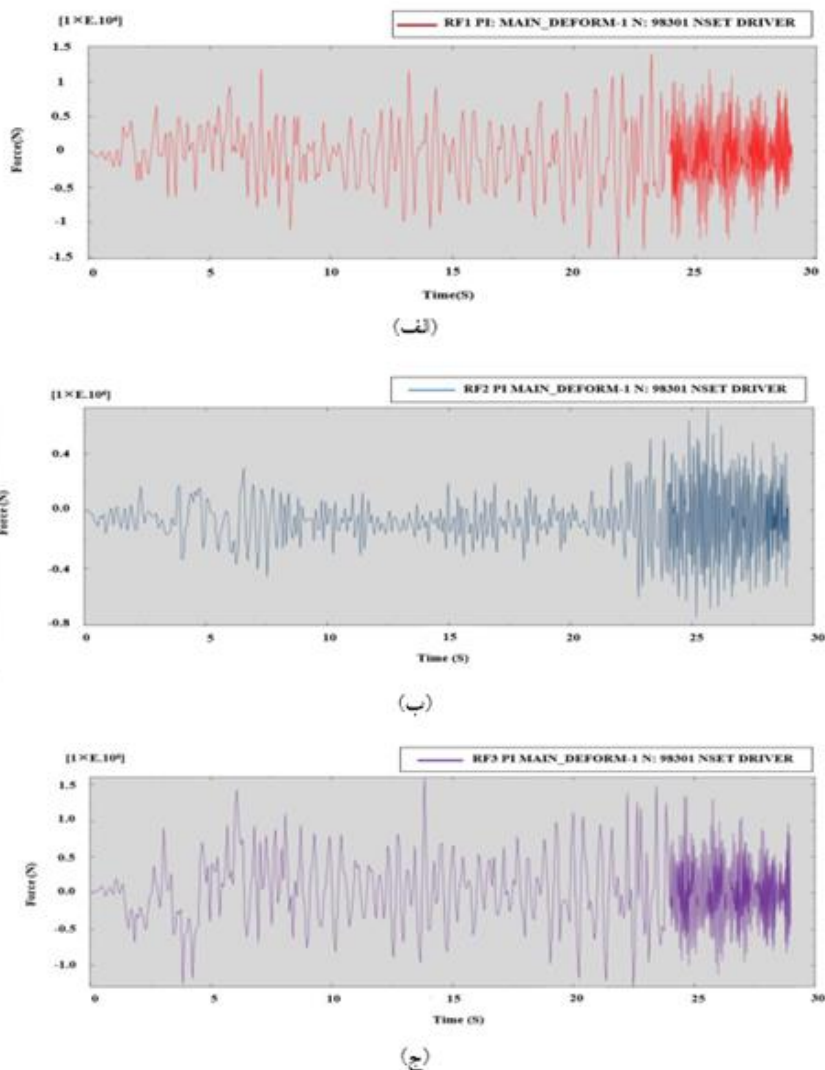 [1×E.10⁶]
RF1 PI: MAIN_DEFORM-1 N: 98301 NSET DRIVER
1.5
1
0.5
0
-0.5
-1
-1.5
Force(N)
0 5 10 15 20 25 30
Time(S)
(الف)
[1×E.10⁶]
RF2 PI MAIN_DEFORM-1 N: 98301 NSET DRIVER
0.4
0.0
-0.4
-0.8
Force(N)
0 5 10 15 20 25 30
Time (S)
(ب)
[1×E.10⁶]
RF3 PI MAIN_DEFORM-1 N: 98301 NSET DRIVER
1.5
1.0
0.5
0.0
-0.5
-1.0
Force(N)
0 5 10 15 20 25 30
Time (S)
(ج)